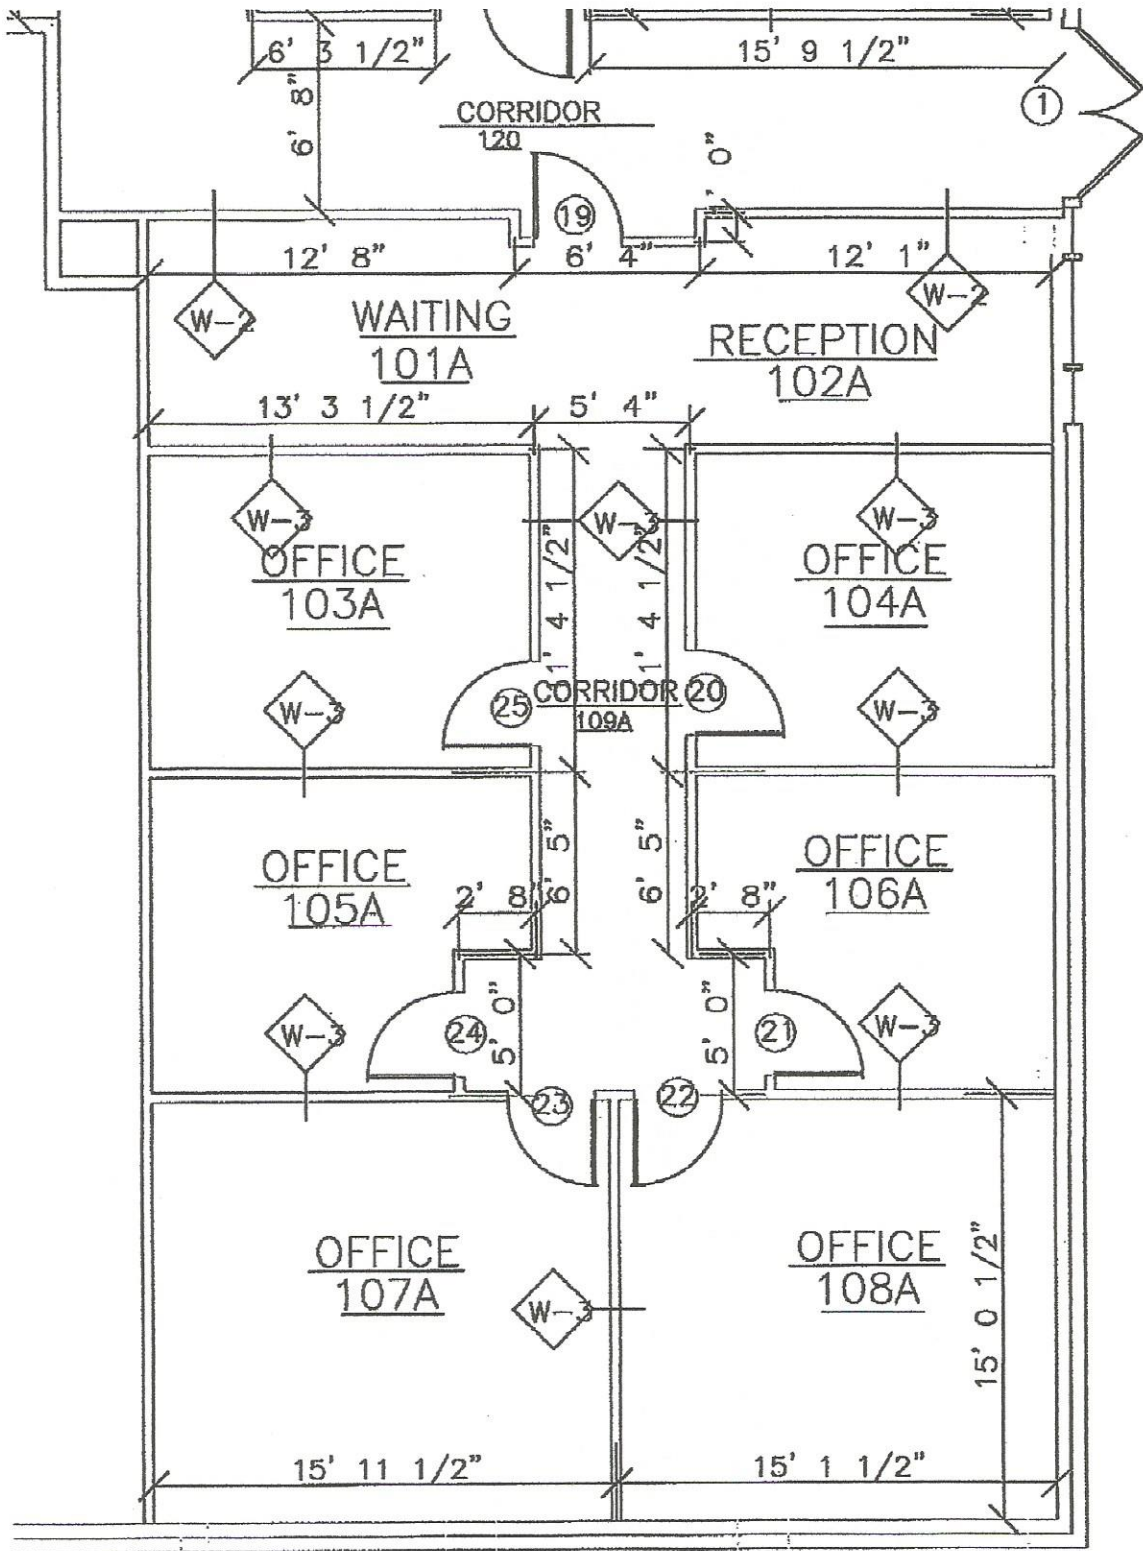 6' 3 1/2"
15' 9 1/2"
6' 8"
1
CORRIDOR
120
0"
19
12' 8"
6' 4"
12' 1"
W-2
W-2
WAITING
101A
RECEPTION
102A
13' 3 1/2"
5' 4"
W-3
W-3
W-3
OFFICE
103A
1' 4 1/2"
1' 4 1/2"
OFFICE
104A
W-3
25
CORRIDOR
109A
20
W-3
OFFICE
105A
6' 5"
6' 5"
OFFICE
106A
2' 8"
2' 8"
W-3
24
5' 0"
5' 0"
21
W-3
23
22
OFFICE
107A
W-3
OFFICE
108A
15' 0 1/2"
15' 11 1/2"
15' 1 1/2"